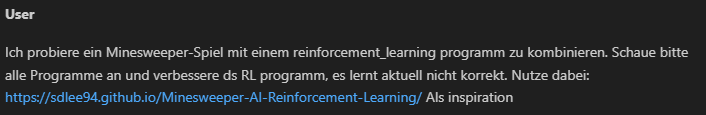 User
Ich probiere ein Minesweeper-Spiel mit einem reinforcement_learning programm zu kombinieren. Schaue bitte
alle Programme an und verbessere ds RL programm, es lernt aktuell nicht korrekt. Nutze dabei:
https://sdlee94.github.io/Minesweeper-AI-Reinforcement-Learning/ Als inspiration